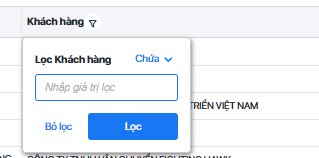 Khách hàng
Lọc Khách hàng
Chứa
Nhập giá trị lọc
TRIỂN VIỆT NAM
Bỏ lọc
Lọc